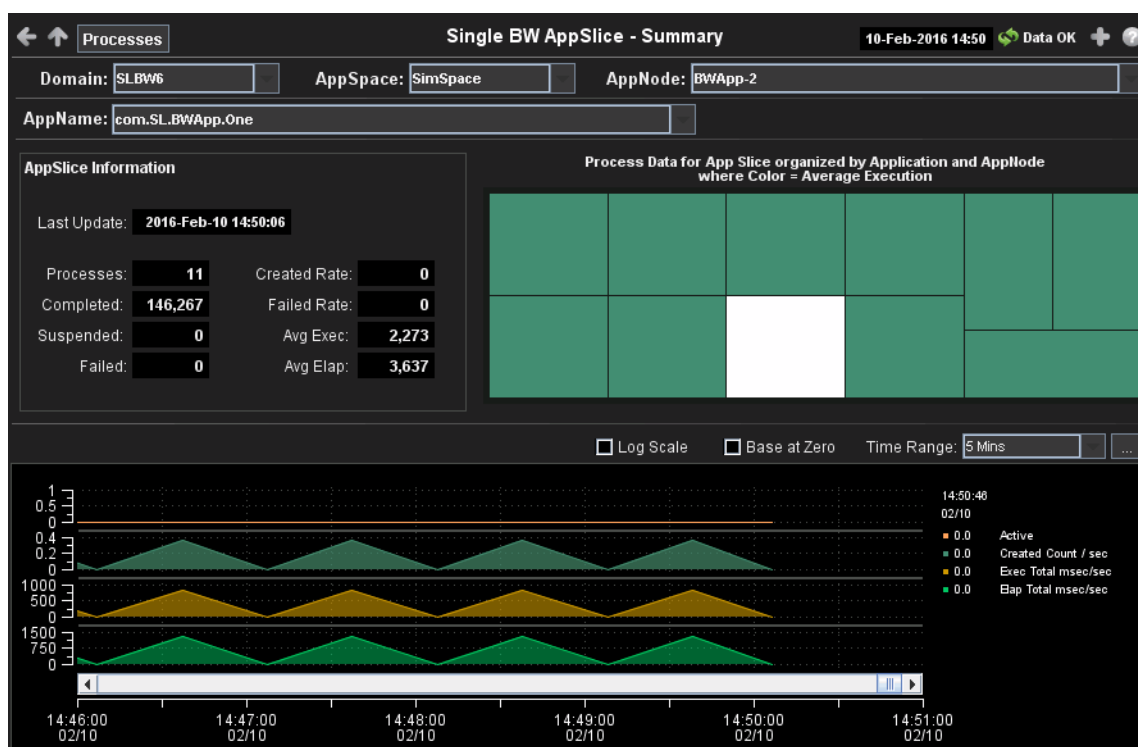 Processes Single BW AppSlice - Summary 10-Feb-2016 14:50 Data OK
Domain: SLBW6 AppSpace: SimSpace AppNode: BWApp-2
AppName: com.SL.BWApp.One
AppSlice Information
Last Update: 2016-Feb-10 14:50:06
Processes: 11 Created Rate: 0
Completed: 146,267 Failed Rate: 0
Suspended: 0 Avg Exec: 2,273
Failed: 0 Avg Elap: 3,637
Process Data for App Slice organized by Application and AppNode
where Color = Average Execution
Log Scale Base at Zero Time Range: 5 Mins ...
1
0.5
0
0.4
0.2
0
1000
500
0
1500
750
0
14:50:46
02/10
0.0 Active
0.0 Created Count / sec
0.0 Exec Total msec/sec
0.0 Elap Total msec/sec
14:46:00 14:47:00 14:48:00 14:49:00 14:50:00 14:51:00
02/10 02/10 02/10 02/10 02/10 02/10